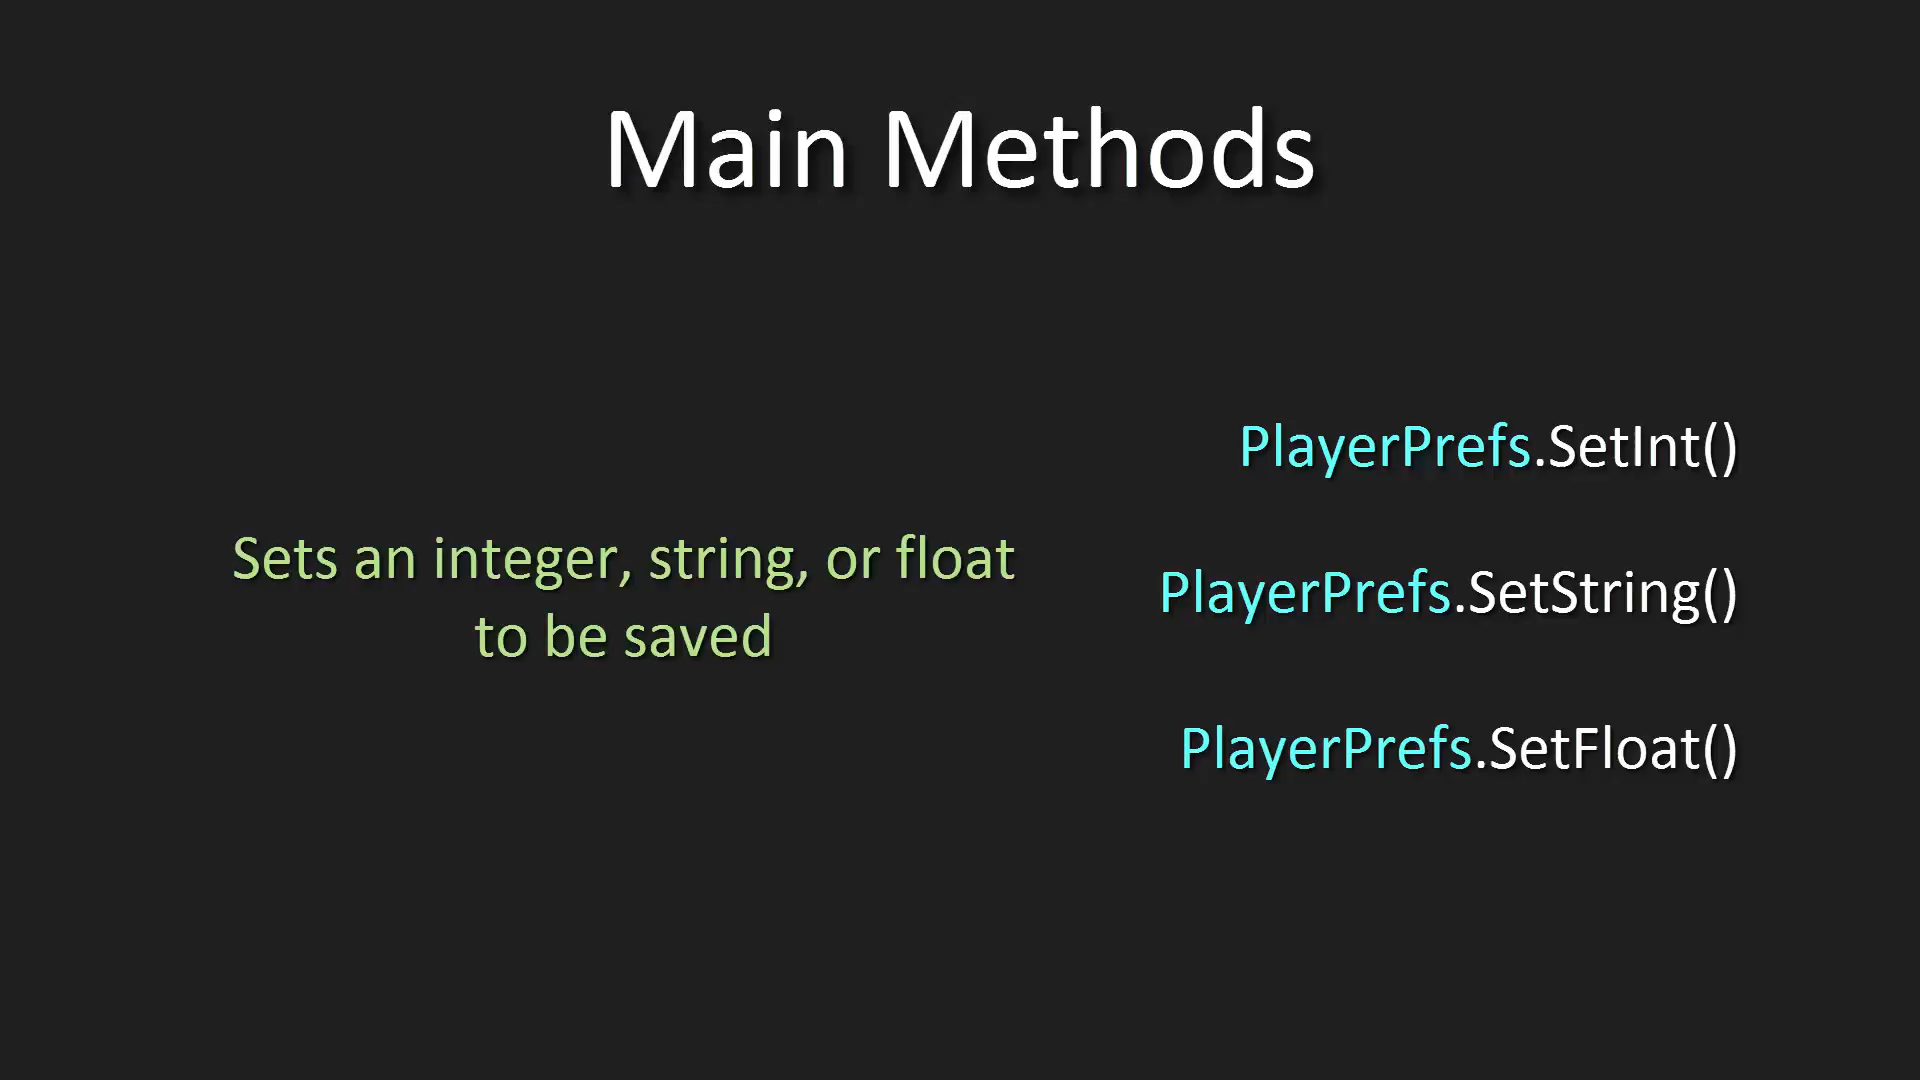 Main Methods
Sets an integer, string, or float
to be saved
PlayerPrefs.SetInt()
PlayerPrefs.SetString()
PlayerPrefs.SetFloat()